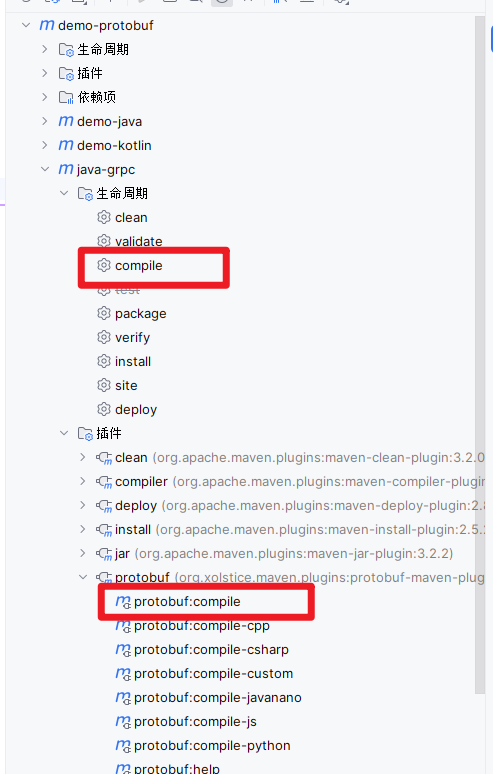 demo-protobuf
生命周期
插件
依赖项
demo-java
demo-kotlin
java-grpc
生命周期
clean
validate
compile
test
package
verify
install
site
deploy
插件
clean (org.apache.maven.plugins:maven-clean-plugin:3.2.0
compiler (org.apache.maven.plugins:maven-compiler-plugin
deploy (org.apache.maven.plugins:maven-deploy-plugin:2.8
install (org.apache.maven.plugins:maven-install-plugin:2.5.
jar (org.apache.maven.plugins:maven-jar-plugin:3.2.2)
protobuf (org.xolstice.maven.plugins:protobuf-maven-plug
protobuf:compile
protobuf:compile-cpp
protobuf:compile-csharp
protobuf:compile-custom
protobuf:compile-javanano
protobuf:compile-js
protobuf:compile-python
protobuf:help